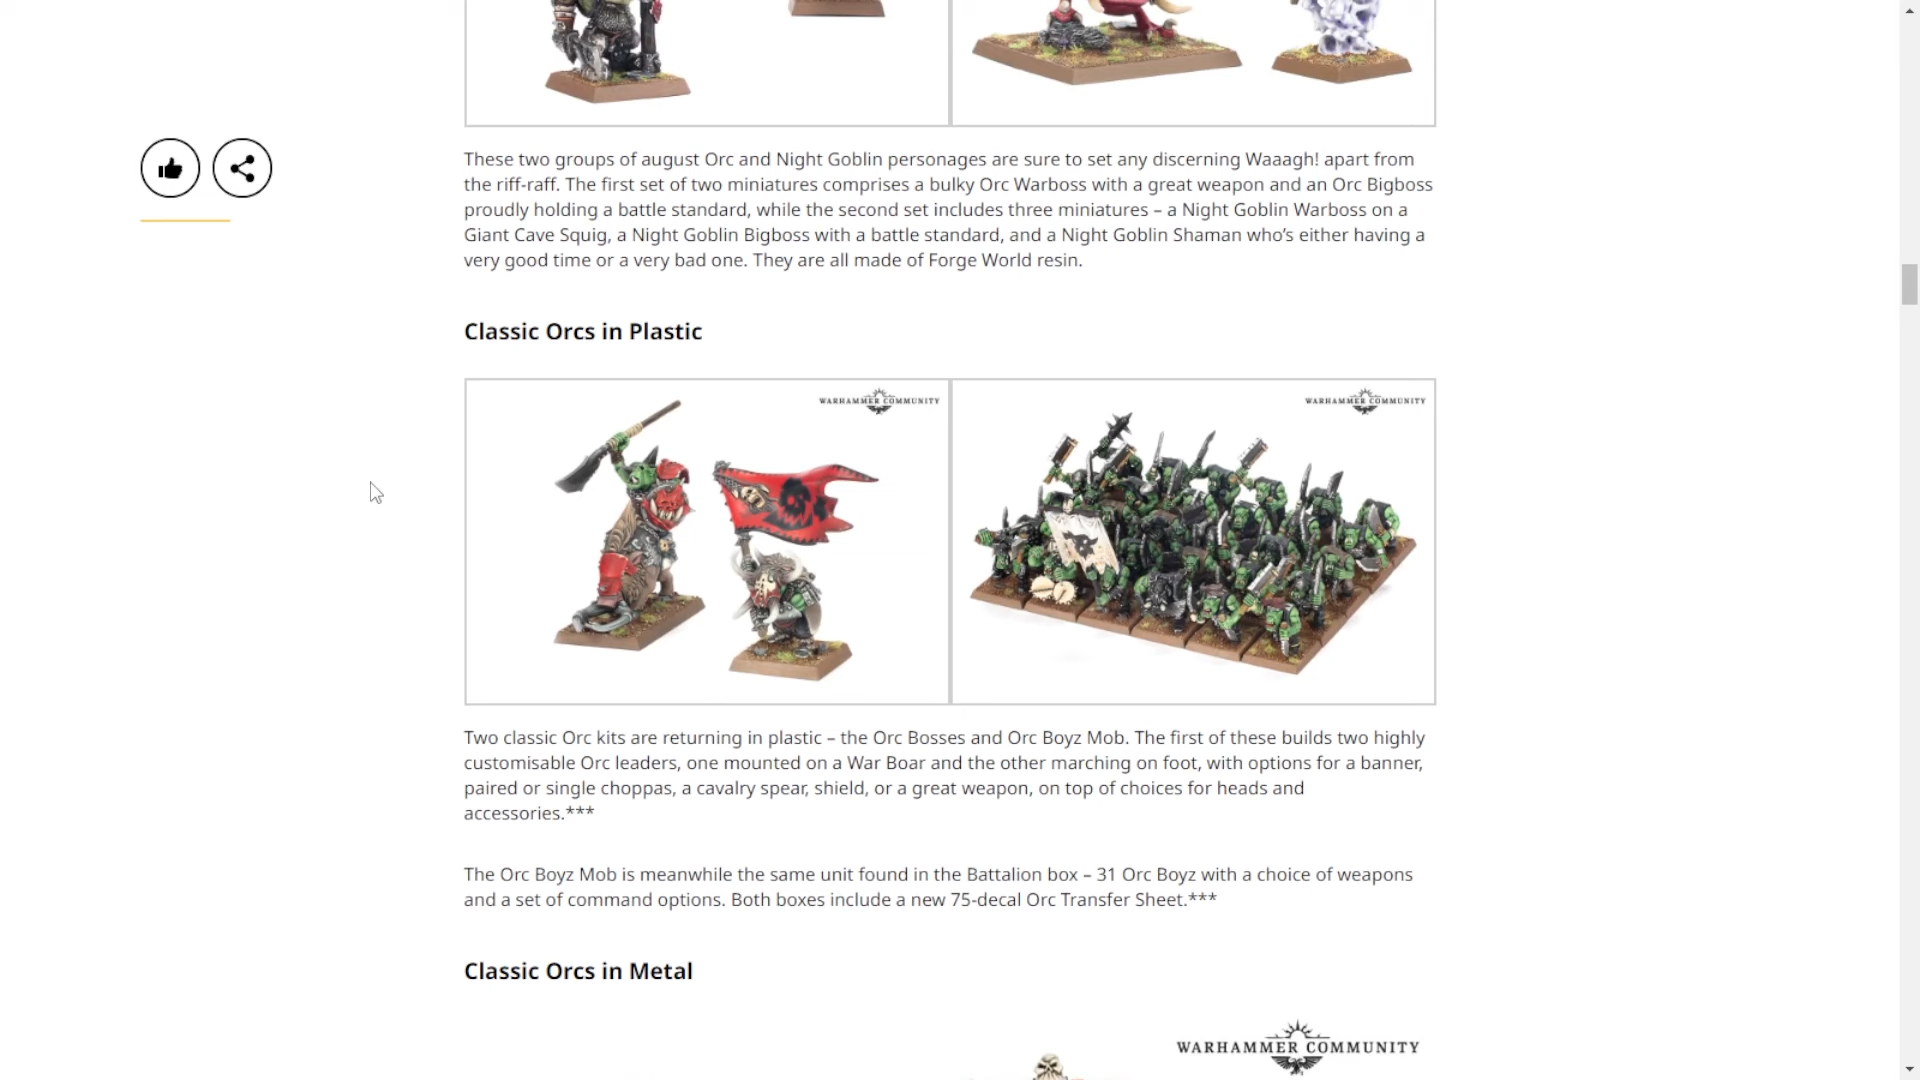 These two groups of august Orc and Night Goblin personages are sure to set any discerning Waaagh! apart from
the riff-raff. The first set of two miniatures comprises a bulky Orc Warboss with a great weapon and an Orc Bigboss
proudly holding a battle standard, while the second set includes three miniatures – a Night Goblin Warboss on a
Giant Cave Squig, a Night Goblin Bigboss with a battle standard, and a Night Goblin Shaman who’s either having a
very good time or a very bad one. They are all made of Forge World resin.
Classic Orcs in Plastic
WARHAMMER COMMUNITY
WARHAMMER COMMUNITY
Two classic Orc kits are returning in plastic – the Orc Bosses and Orc Boyz Mob. The first of these builds two highly
customisable Orc leaders, one mounted on a War Boar and the other marching on foot, with options for a banner,
paired or single choppas, a cavalry spear, shield, or a great weapon, on top of choices for heads and
accessories.***
The Orc Boyz Mob is meanwhile the same unit found in the Battalion box – 31 Orc Boyz with a choice of weapons
and a set of command options. Both boxes include a new 75-decal Orc Transfer Sheet.***
Classic Orcs in Metal
WARHAMMER COMMUNITY